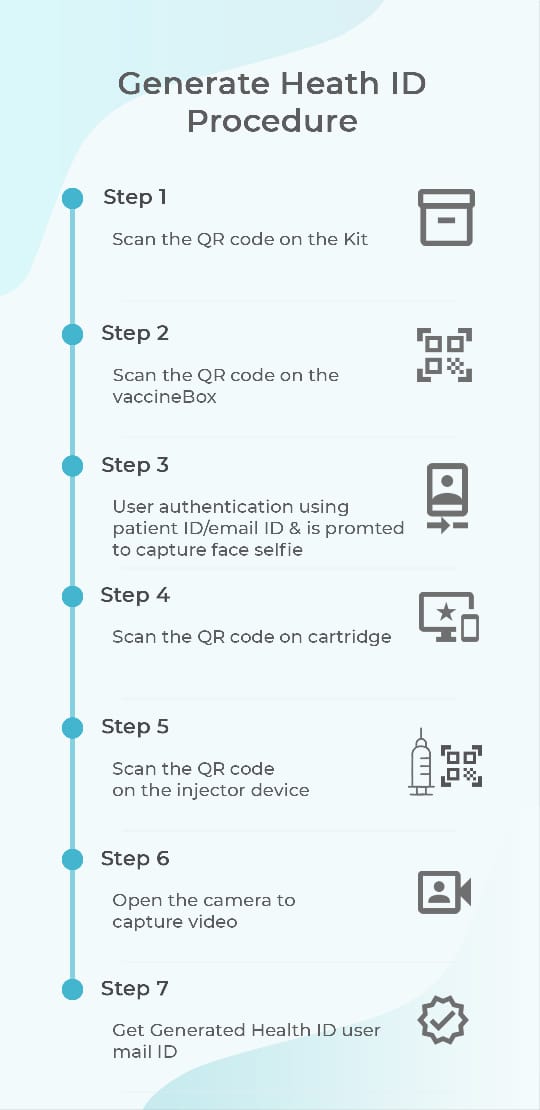 Generate Heath ID
Procedure
Step 1
Scan the QR code on the Kit
Step 2
Scan the QR code on the
vaccineBox
Step 3
User authentication using
patient ID/email ID & is promted
to capture face selfie
Step 4
Scan the QR code on cartridge
Step 5
Scan the QR code
on the injector device
Step 6
Open the camera to
capture video
Step 7
Get Generated Health ID user
mail ID